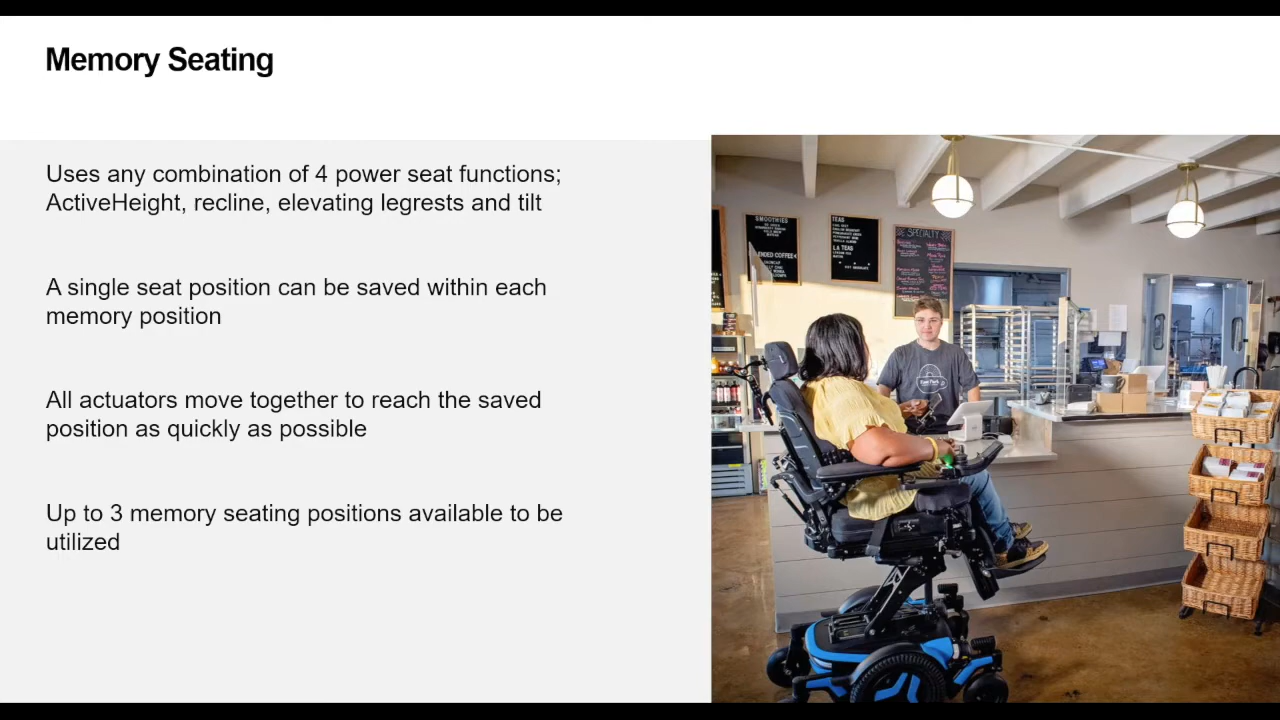 Memory Seating
Uses any combination of 4 power seat functions;
ActiveHeight, recline, elevating legrests and tilt
A single seat position can be saved within each
memory position
All actuators move together to reach the saved
position as quickly as possible
Up to 3 memory seating positions available to be
utilized
SMOOTHIES
TEAS
LA TEAS
SPECIALTY